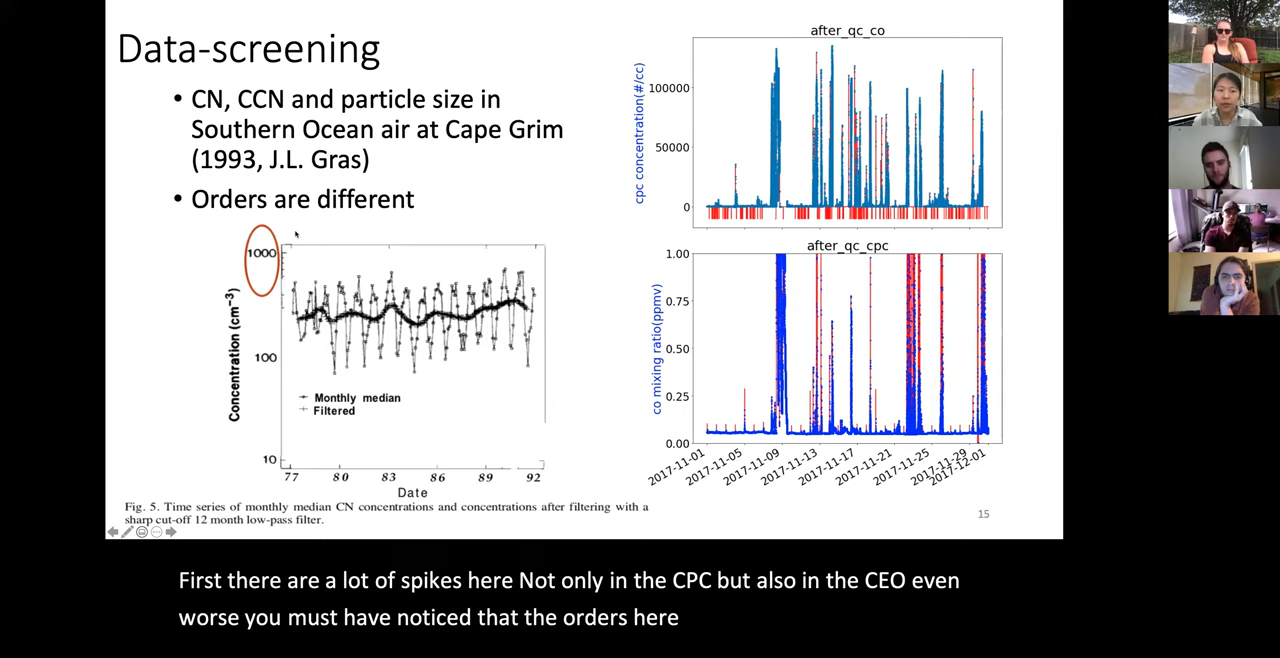 Data-screening
• CN, CCN and particle size in
Southern Ocean air at Cape Grim
(1993, J.L. Gras)
• Orders are different
1000
100
10
Concentration (cm⁻³)
Monthly median
Filtered
77 80 83 86 89 92
Date
Fig. 5. Time series of monthly median CN concentrations and concentrations after filtering with a
sharp cut-off 12 month low-pass filter.
after_qc_co
cpc concentration(#/cc)
100000
50000
0
after_qc_cpc
co mixing ratio(ppmv)
1.00
0.75
0.50
0.25
0.00
2017-11-01
2017-11-05
2017-11-09
2017-11-13
2017-11-17
2017-11-21
2017-11-25
2017-11-29
2017-12-01
15
First there are a lot of spikes here Not only in the CPC but also in the CEO even
worse you must have noticed that the orders here